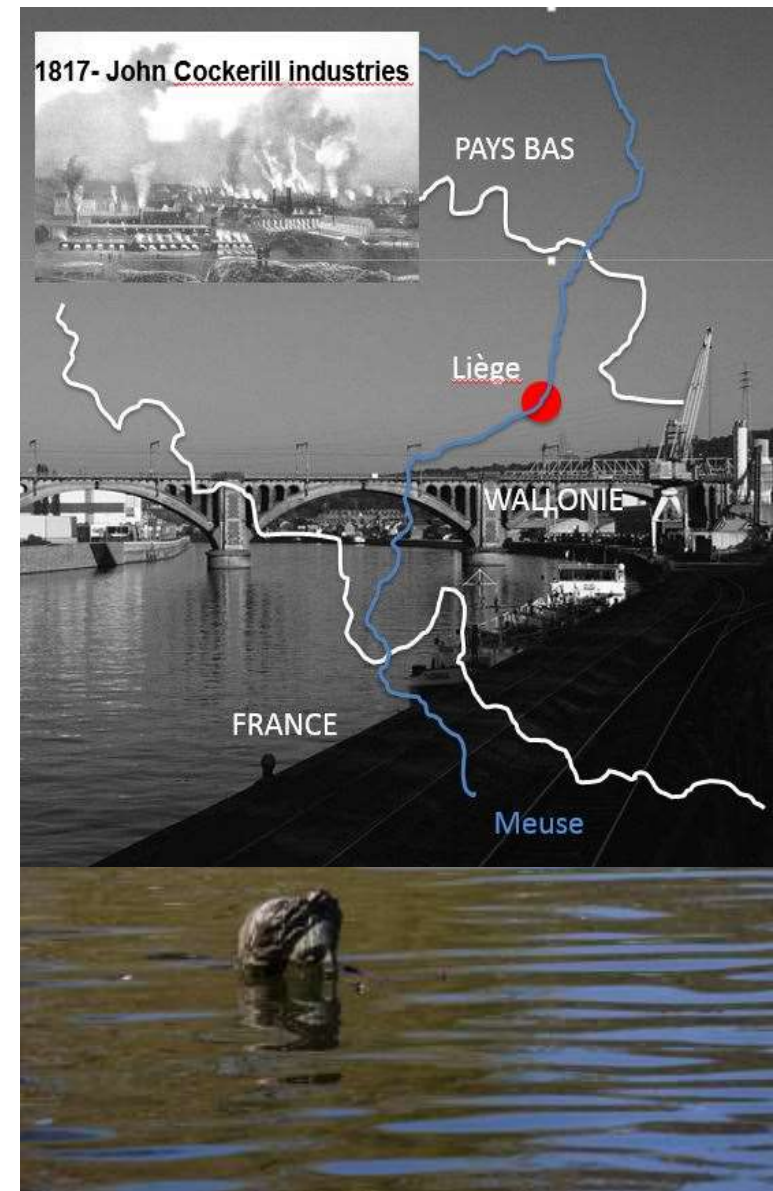 1817- John Cockerill industries
PAYS BAS
Liège
WALLONIE
FRANCE
Meuse